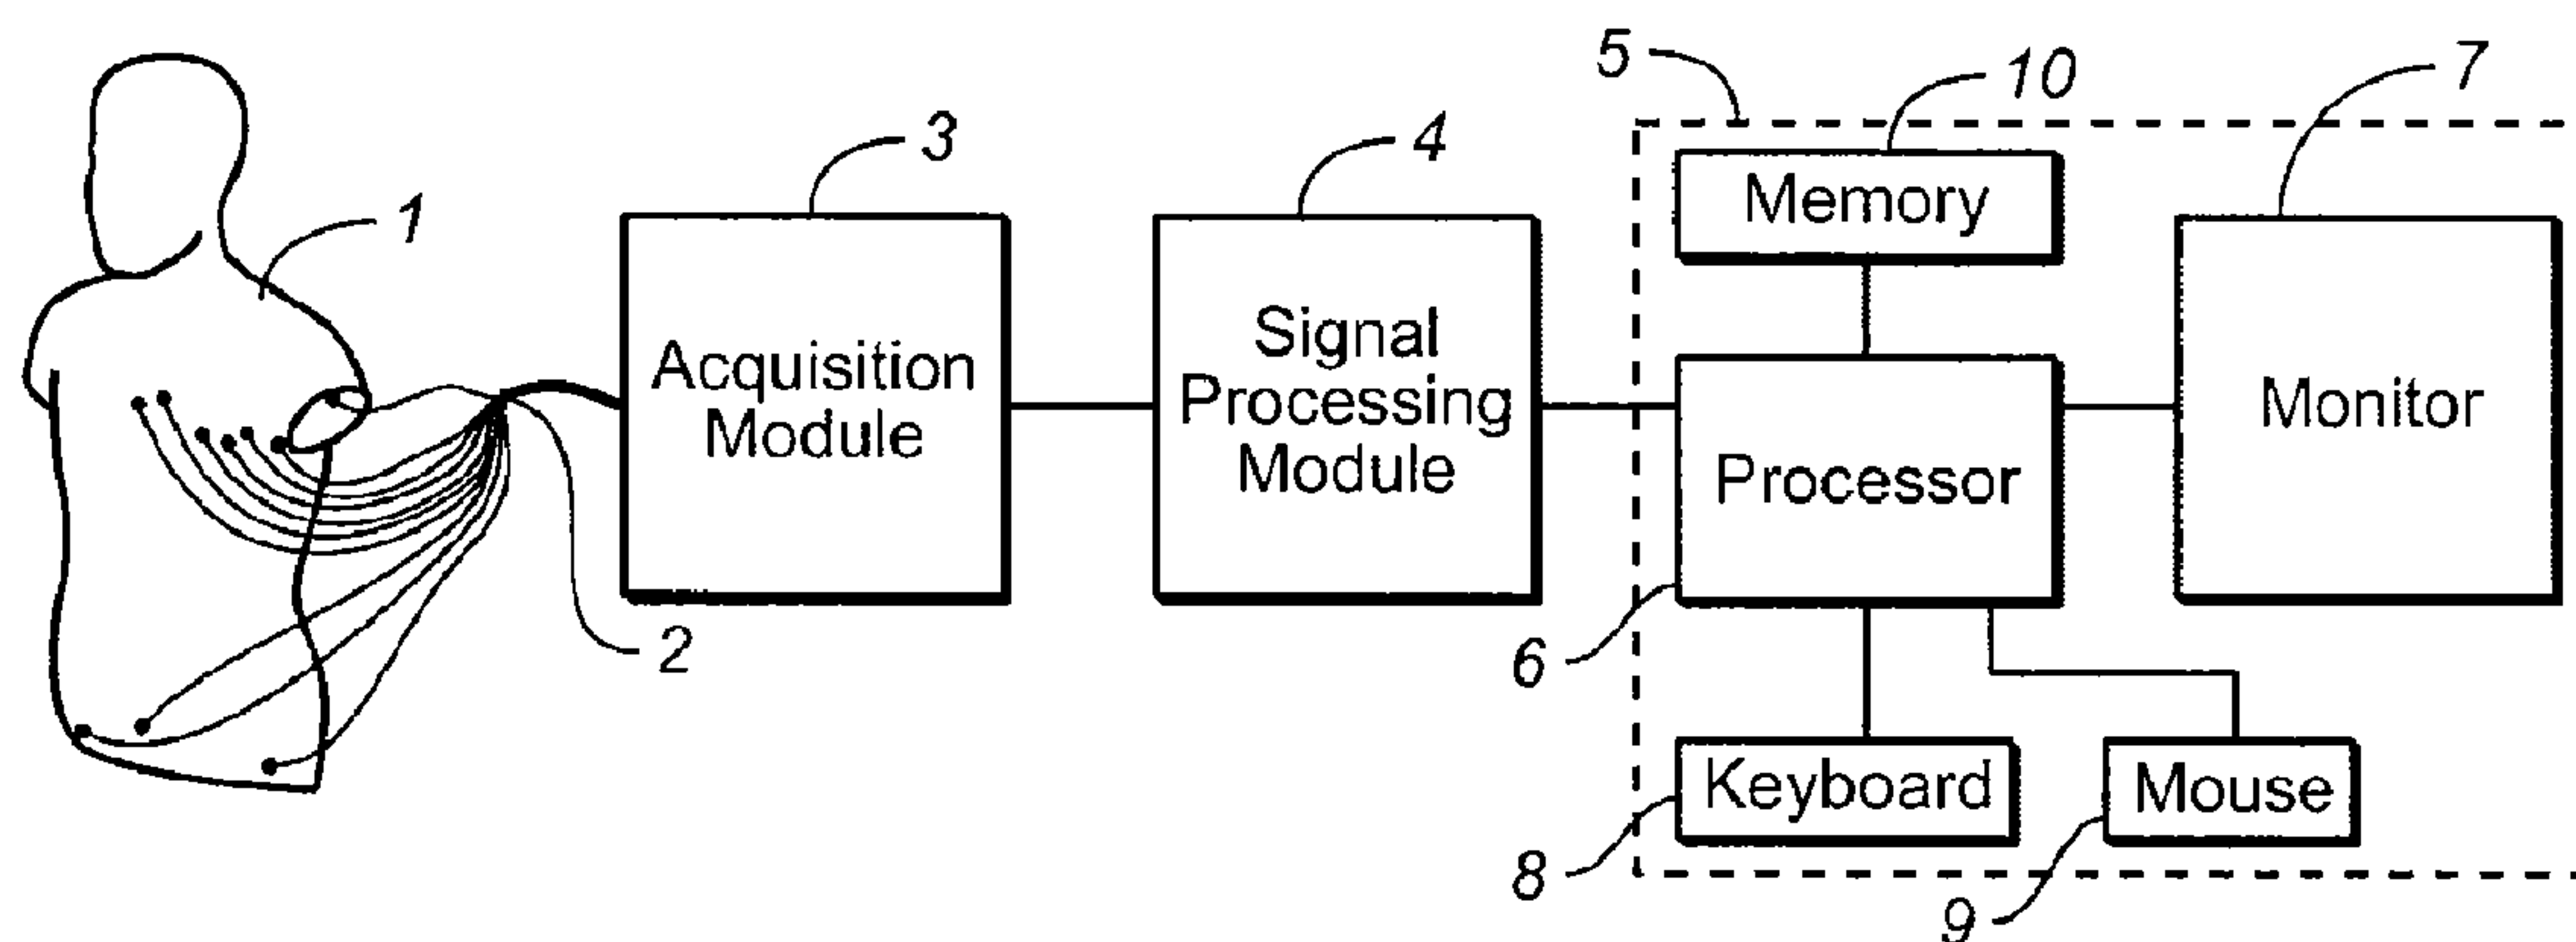 5
10
7
3
4
1
Memory
Acquisition
Module
Signal
Processing
Module
Processor
Monitor
2
6
Keyboard
Mouse
8
9